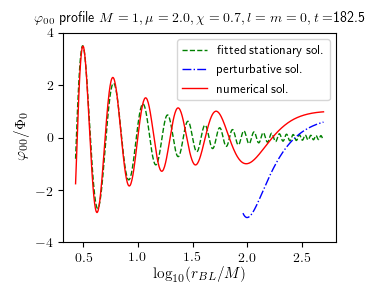 φ₀₀ profile M = 1, μ = 2.0, χ = 0.7, l = m = 0, t =182.5
fitted stationary sol.
perturbative sol.
numerical sol.
φ₀₀/Φ₀
4
2
0
−2
−4
0.5 1.0 1.5 2.0 2.5
log₁₀(r_BL/M)